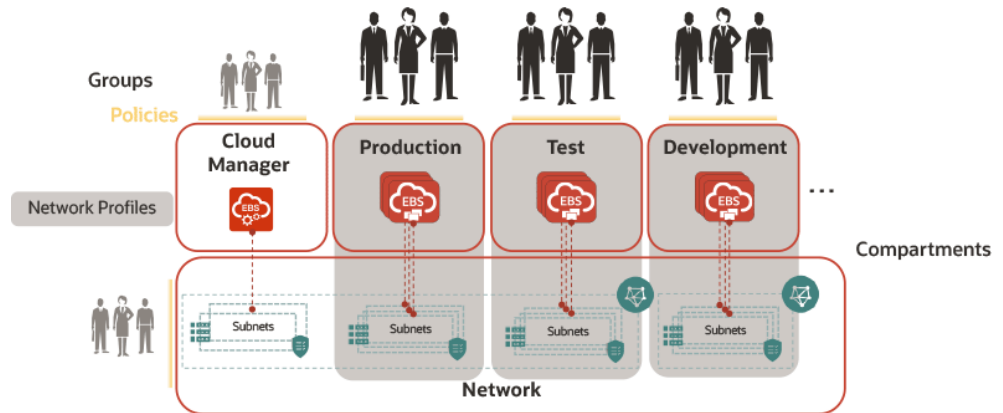 Groups
Policies
Cloud
Manager
Production
Test
Development
EBS
EBS
EBS
EBS
...
Network Profiles
Compartments
Subnets
Subnets
Subnets
Subnets
Network